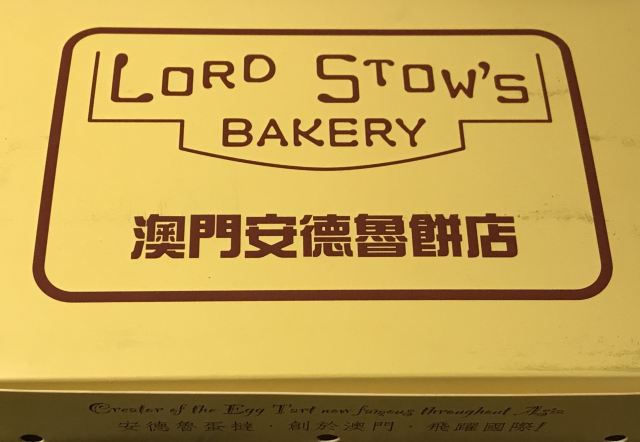 LORD STOW'S
BAKERY
澳門安德魯餅店
Creator of the Egg Tart now famous throughout Asia
安德魯蛋撻・創於澳門・飛躍國際!